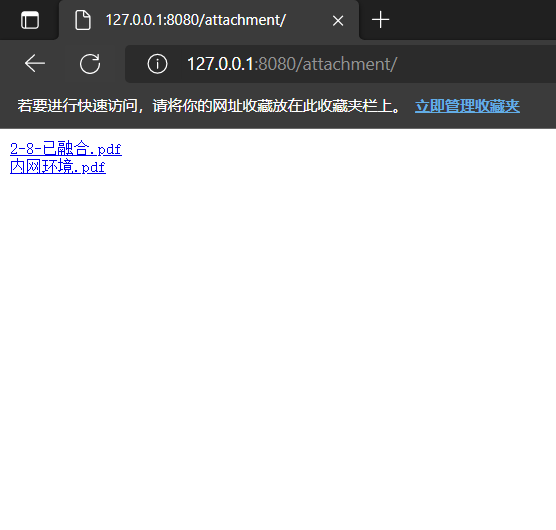 127.0.0.1:8080/attachment/
127.0.0.1:8080/attachment/
若要进行快速访问，请将你的网址收藏放在此收藏夹栏上。 立即管理收藏夹
2-8-已融合.pdf
内网环境.pdf